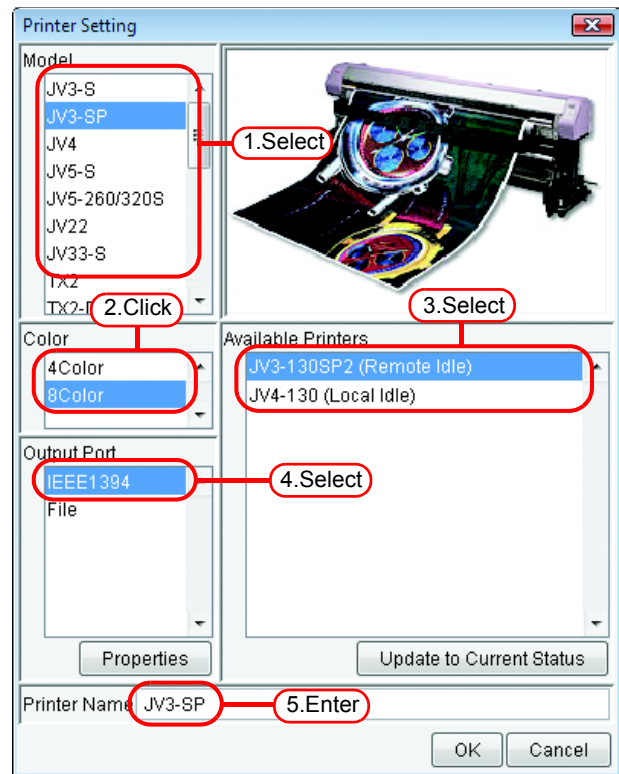 Printer Setting
Model
JV3-S
JV3-SP
JV4
JV5-S
JV5-260/320S
JV22
JV33-S
TX2
1.Select
2.Click
3.Select
Color
4Color
8Color
Available Printers
JV3-130SP2 (Remote Idle)
JV4-130 (Local Idle)
Output Port
IEEE1394
File
4.Select
Properties
Update to Current Status
Printer Name JV3-SP
5.Enter
OK Cancel